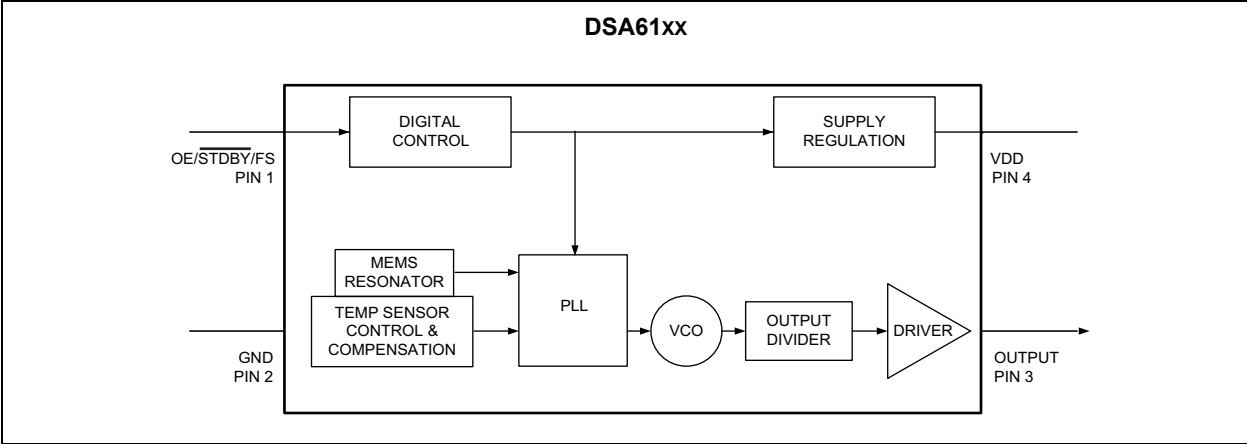 DSA61xx
DIGITAL
CONTROL
SUPPLY
REGULATION
OE/STDBY/FS
PIN 1
VDD
PIN 4
MEMS
RESONATOR
TEMP SENSOR
CONTROL &
COMPENSATION
PLL
VCO
OUTPUT
DIVIDER
DRIVER
GND
PIN 2
OUTPUT
PIN 3